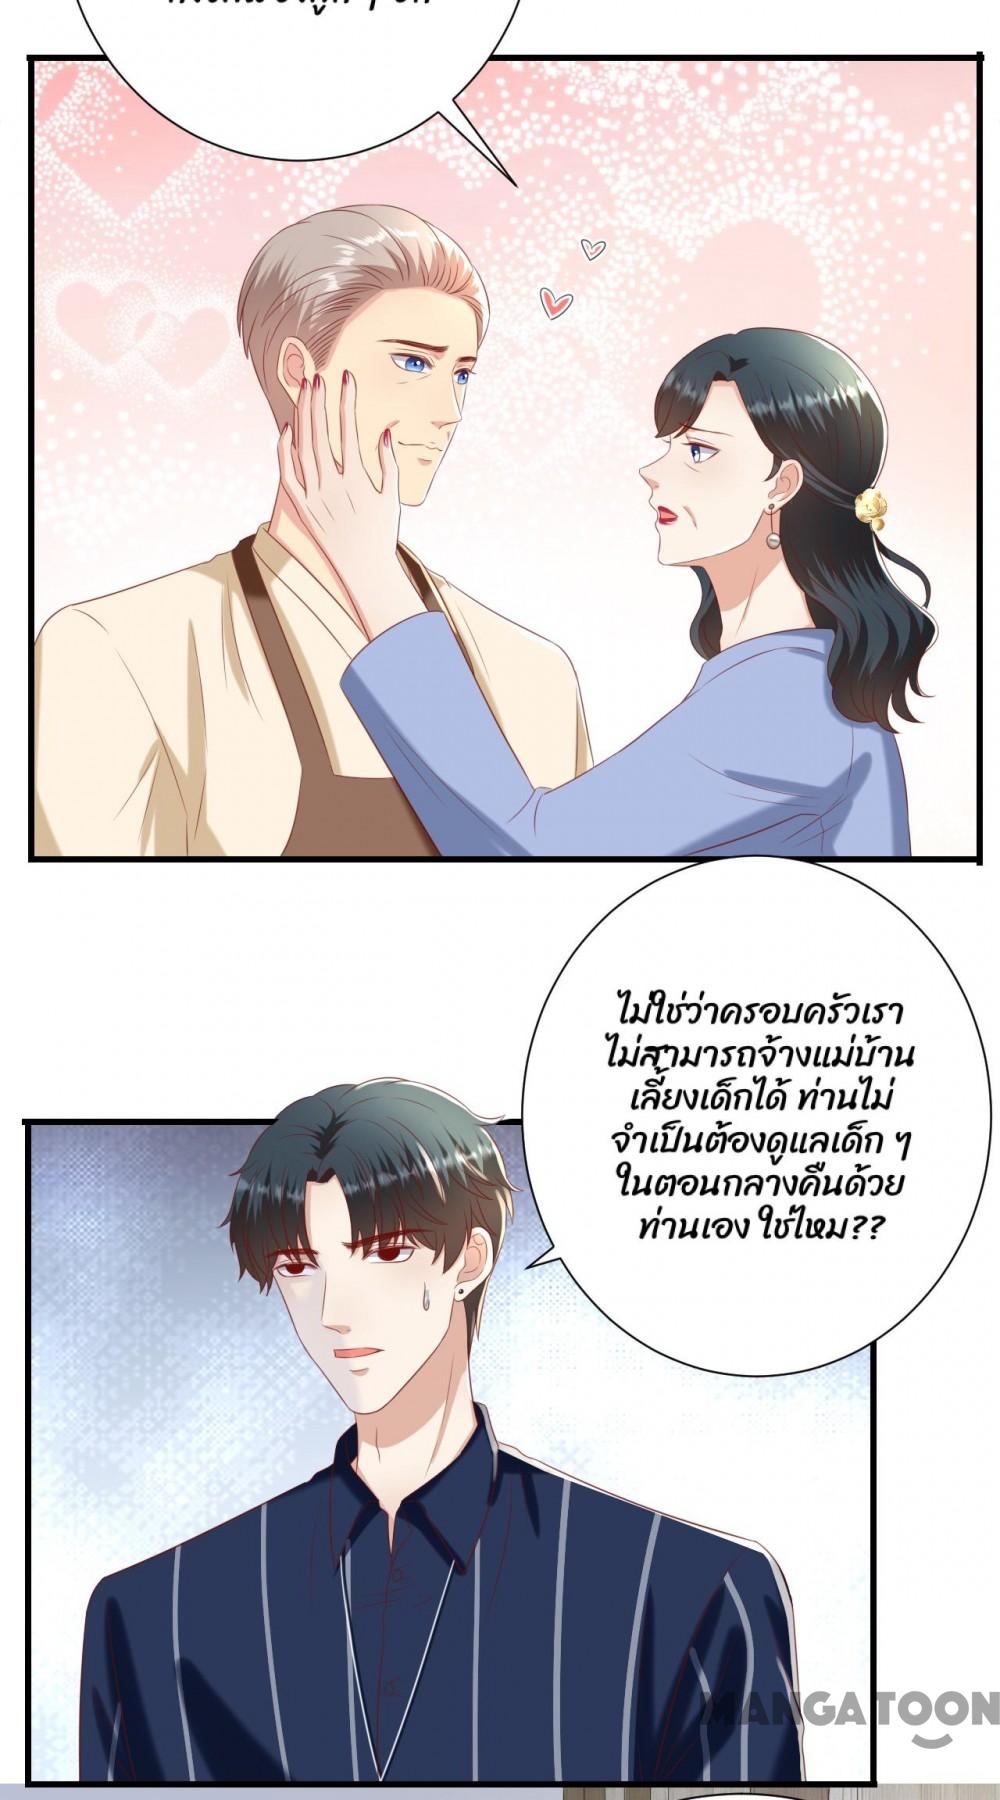 ไม่ใช่ว่าครอบครัวเรา
ไม่สามารถจ้างแม่บ้าน
เลี้ยงเด็กได้ ท่านไม่
จำเป็นต้องดูแลเด็ก ๆ
ในตอนกลางคืนด้วย
ท่านเอง ใช่ไหม??
MANGATOON